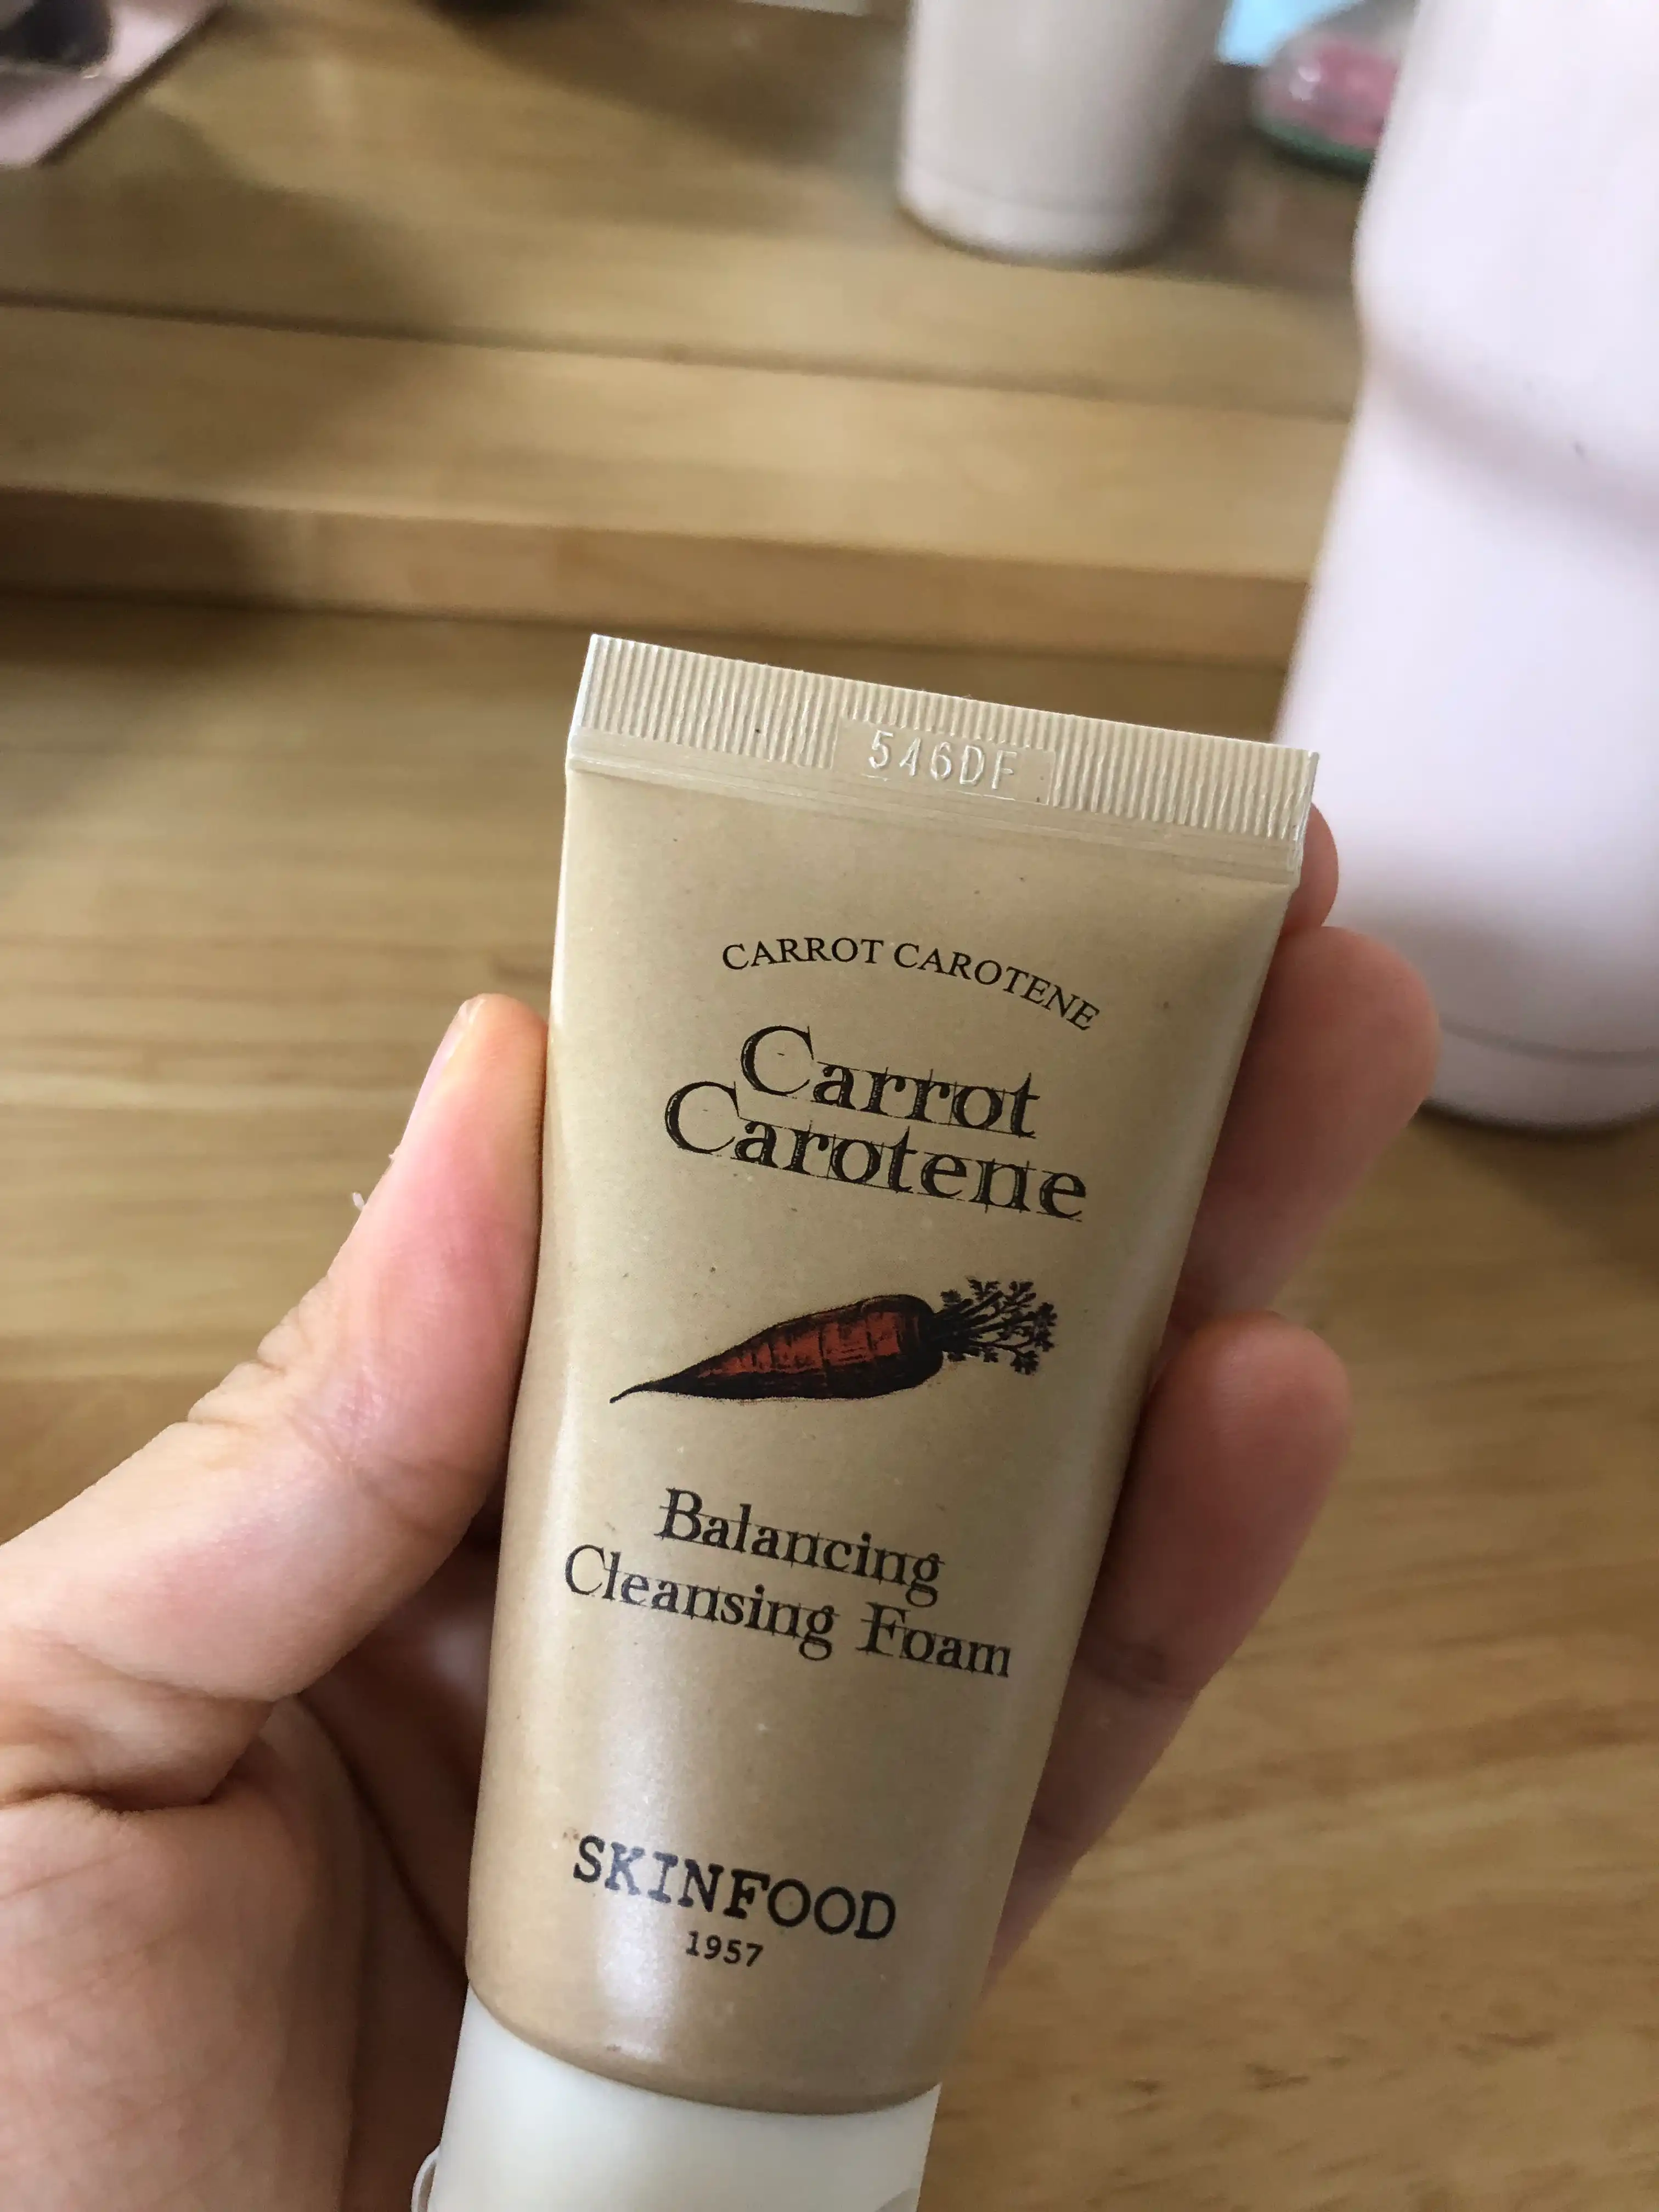 546DF
CARROT CAROTENE
Carrot
Carotene
Balancing
Cleansing Foam
SKINFOOD
1957